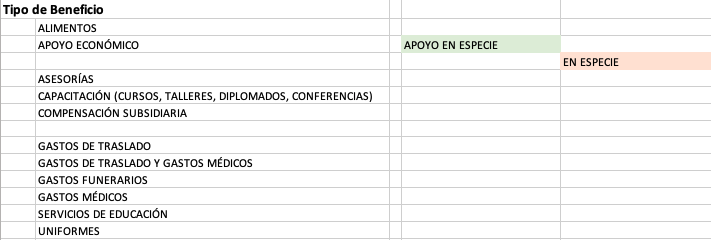 Tipo de Beneficio
ALIMENTOS
APOYO ECONÓMICO APOYO EN ESPECIE
EN ESPECIE
ASESORÍAS
CAPACITACIÓN (CURSOS, TALLERES, DIPLOMADOS, CONFERENCIAS)
COMPENSACIÓN SUBSIDIARIA
GASTOS DE TRASLADO
GASTOS DE TRASLADO Y GASTOS MÉDICOS
GASTOS FUNERARIOS
GASTOS MÉDICOS
SERVICIOS DE EDUCACIÓN
UNIFORMES